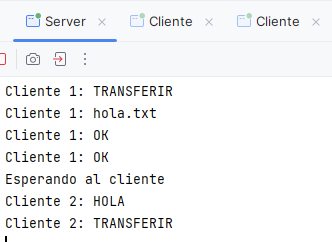 Server Cliente Cliente
Cliente 1: TRANSFERIR
Cliente 1: hola.txt
Cliente 1: OK
Cliente 1: OK
Esperando al cliente
Cliente 2: HOLA
Cliente 2: TRANSFERIR